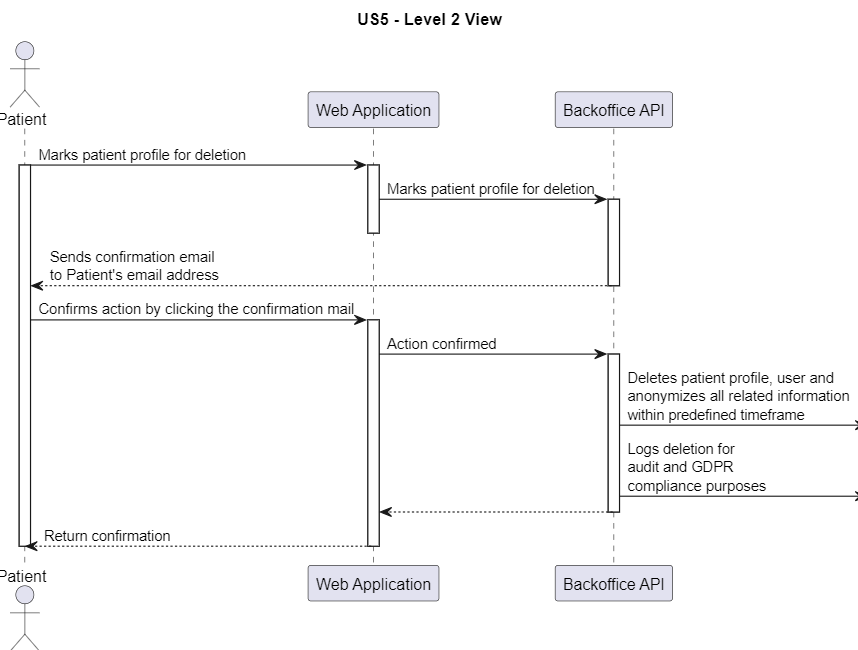 US5 - Level 2 View
Patient
Web Application
Backoffice API
Marks patient profile for deletion
Marks patient profile for deletion
Sends confirmation email
to Patient's email address
Confirms action by clicking the confirmation mail
Action confirmed
Deletes patient profile, user and
anonymizes all related information
within predefined timeframe
Logs deletion for
audit and GDPR
compliance purposes
Return confirmation
Patient
Web Application
Backoffice API